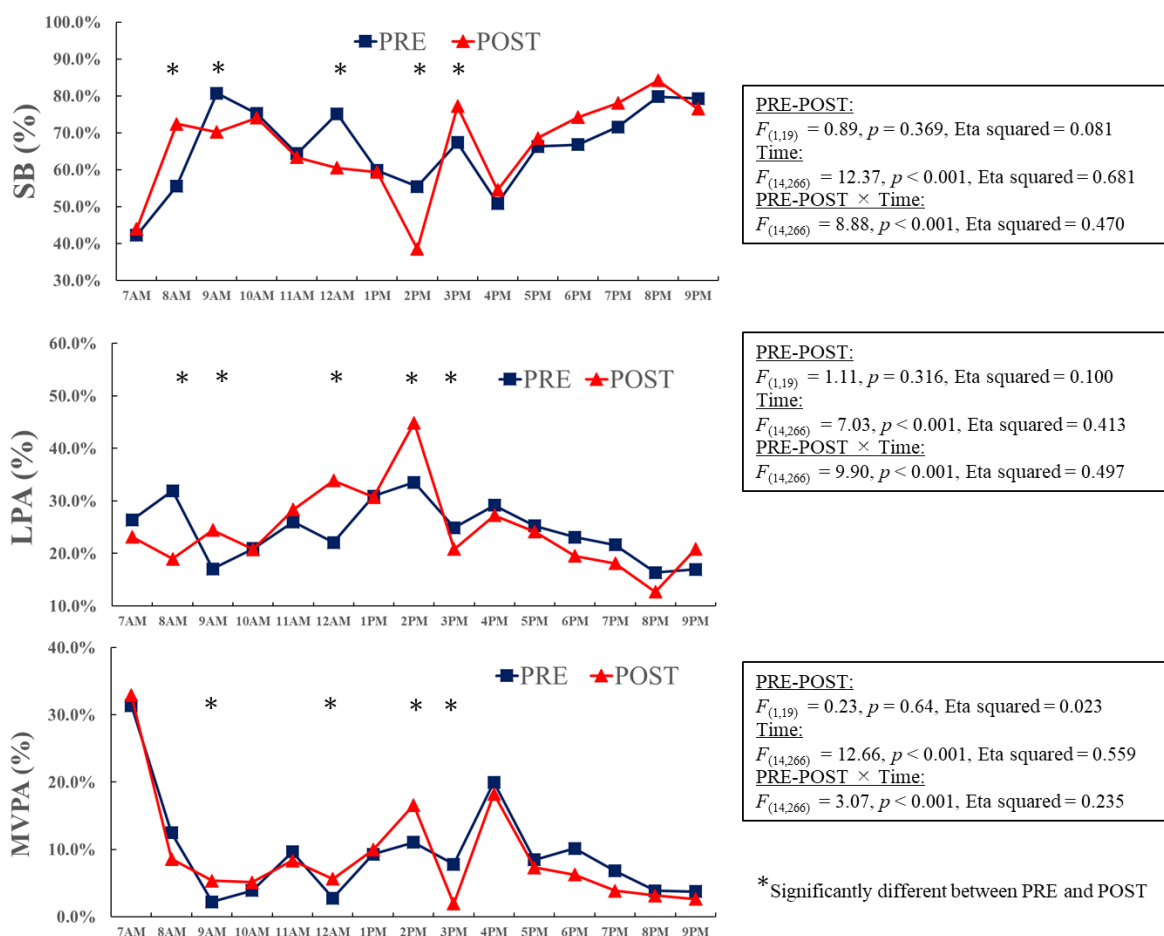 100.0%
90.0%
80.0%
70.0%
60.0%
50.0%
40.0%
30.0%
SB (%)
PRE POST
* * * * *
7AM 8AM 9AM 10AM 11AM 12AM 1PM 2PM 3PM 4PM 5PM 6PM 7PM 8PM 9PM
PRE-POST:
F(1,19) = 0.89, p = 0.369, Eta squared = 0.081
Time:
F(14,266) = 12.37, p < 0.001, Eta squared = 0.681
PRE-POST × Time:
F(14,266) = 8.88, p < 0.001, Eta squared = 0.470
60.0%
50.0%
40.0%
30.0%
20.0%
10.0%
LPA (%)
PRE POST
* * * * *
7AM 8AM 9AM 10AM 11AM 12AM 1PM 2PM 3PM 4PM 5PM 6PM 7PM 8PM 9PM
PRE-POST:
F(1,19) = 1.11, p = 0.316, Eta squared = 0.100
Time:
F(14,266) = 7.03, p < 0.001, Eta squared = 0.413
PRE-POST × Time:
F(14,266) = 9.90, p < 0.001, Eta squared = 0.497
40.0%
30.0%
20.0%
10.0%
0.0%
MVPA (%)
PRE POST
* * * *
7AM 8AM 9AM 10AM 11AM 12AM 1PM 2PM 3PM 4PM 5PM 6PM 7PM 8PM 9PM
PRE-POST:
F(1,19) = 0.23, p = 0.64, Eta squared = 0.023
Time:
F(14,266) = 12.66, p < 0.001, Eta squared = 0.559
PRE-POST × Time:
F(14,266) = 3.07, p < 0.001, Eta squared = 0.235
*Significantly different between PRE and POST